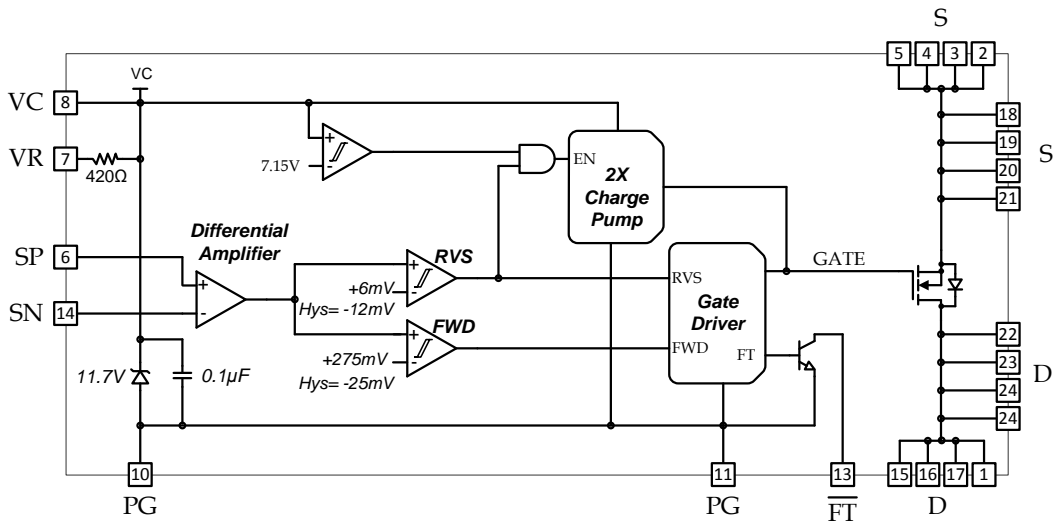 S
5 4 3 2
VC
VC 8
VR 7
420Ω
+
-
7.15V
EN
2X
Charge
Pump
18
19
S
20
21
Differential
Amplifier
SP 6
+
-
SN 14
RVS
+
-
+6mV
Hys= -12mV
FWD
+
-
+275mV
Hys= -25mV
RVS
Gate
Driver
FWD
FT
GATE
22
23
D
24
24
11.7V
0.1µF
10
11
13
15 16 17 1
PG
PG
FT
D